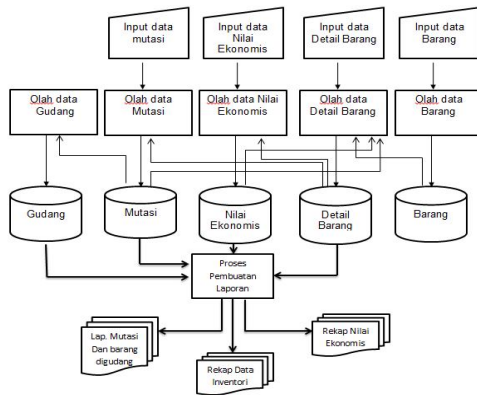 Input data
mutasi
Input data
Nilai
Ekonomis
Input data
Detail Barang
Input data
Barang
Olah data
Gudang
Olah data
Mutasi
Olah data Nilai
Ekonomis
Olah data
Detail Barang
Olah data
Barang
Gudang
Mutasi
Nilai
Ekonomis
Detail
Barang
Barang
Proses
Pembuatan
Laporan
Lap. Mutasi
Dan barang
digudang
Rekap Data
Inventori
Rekap Nilai
Ekonomis